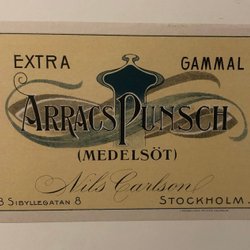 EXTRA GAMMAL
ARRACS PUNSCH
(MEDELSÖT)
Nils Carlson
8 SIBYLLEGATAN 8 STOCKHOLM